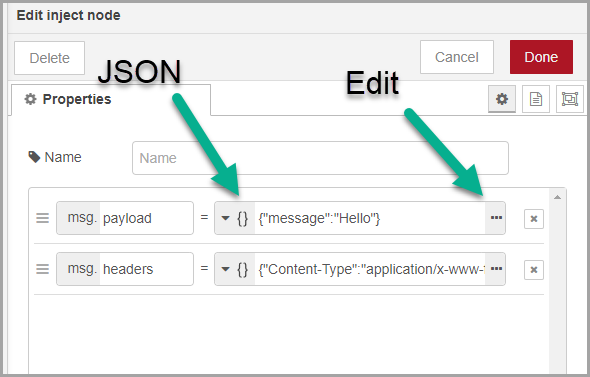 Edit inject node
Delete
Cancel
Done
JSON
Edit
Properties
Name
Name
msg. payload = {} {"message":"Hello"} ...
msg. headers = {} {"Content-Type":"application/x-www- ...